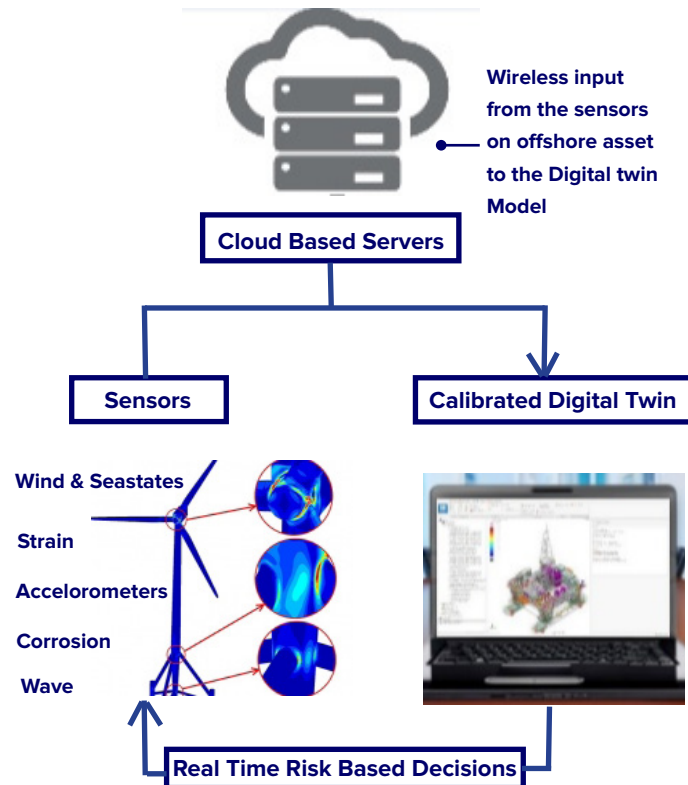 Wireless input
from the sensors
on offshore asset
to the Digital twin
Model
Cloud Based Servers
Sensors
Calibrated Digital Twin
Wind & Seastates
Strain
Accelorometers
Corrosion
Wave
Real Time Risk Based Decisions